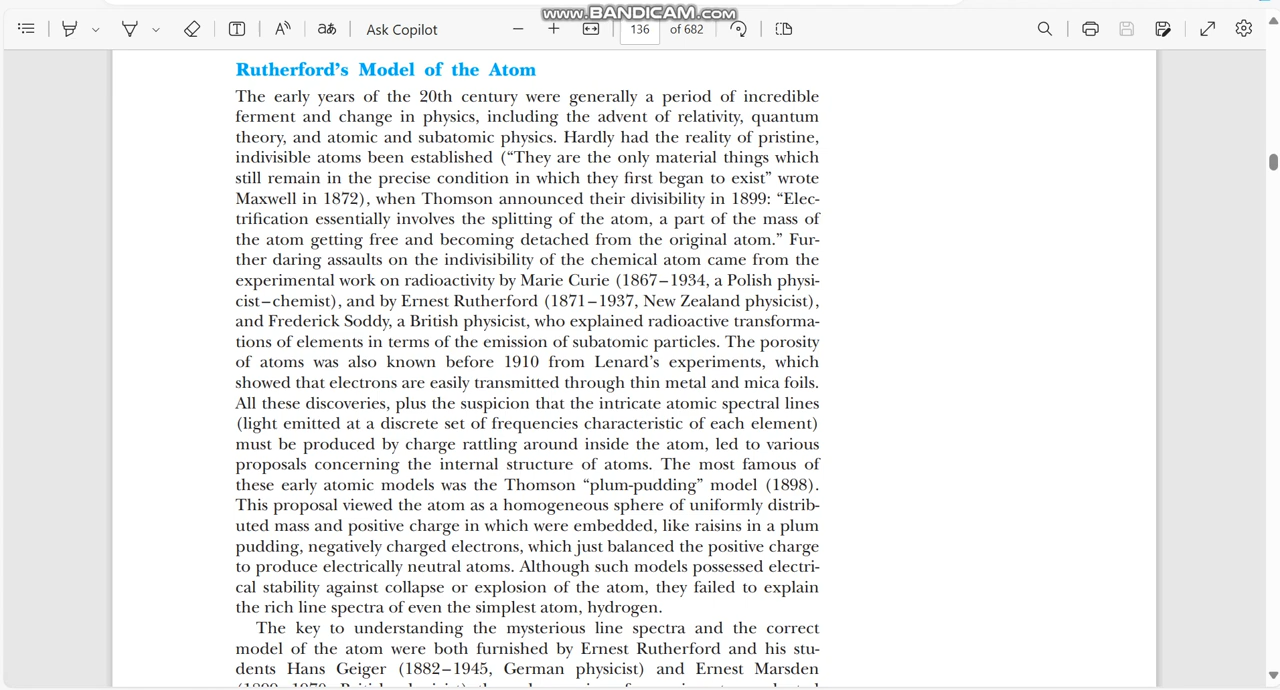 www.BANDICAM.com
Ask Copilot
136 of 682
Rutherford's Model of the Atom
The early years of the 20th century were generally a period of incredible
ferment and change in physics, including the advent of relativity, quantum
theory, and atomic and subatomic physics. Hardly had the reality of pristine,
indivisible atoms been established (“They are the only material things which
still remain in the precise condition in which they first began to exist” wrote
Maxwell in 1872), when Thomson announced their divisibility in 1899: “Elec-
trification essentially involves the splitting of the atom, a part of the mass of
the atom getting free and becoming detached from the original atom.” Fur-
ther daring assaults on the indivisibility of the chemical atom came from the
experimental work on radioactivity by Marie Curie (1867–1934, a Polish physi-
cist–chemist), and by Ernest Rutherford (1871–1937, New Zealand physicist),
and Frederick Soddy, a British physicist, who explained radioactive transforma-
tions of elements in terms of the emission of subatomic particles. The porosity
of atoms was also known before 1910 from Lenard's experiments, which
showed that electrons are easily transmitted through thin metal and mica foils.
All these discoveries, plus the suspicion that the intricate atomic spectral lines
(light emitted at a discrete set of frequencies characteristic of each element)
must be produced by charge rattling around inside the atom, led to various
proposals concerning the internal structure of atoms. The most famous of
these early atomic models was the Thomson “plum-pudding” model (1898).
This proposal viewed the atom as a homogeneous sphere of uniformly distrib-
uted mass and positive charge in which were embedded, like raisins in a plum
pudding, negatively charged electrons, which just balanced the positive charge
to produce electrically neutral atoms. Although such models possessed electri-
cal stability against collapse or explosion of the atom, they failed to explain
the rich line spectra of even the simplest atom, hydrogen.
The key to understanding the mysterious line spectra and the correct
model of the atom were both furnished by Ernest Rutherford and his stu-
dents Hans Geiger (1882–1945, German physicist) and Ernest Marsden